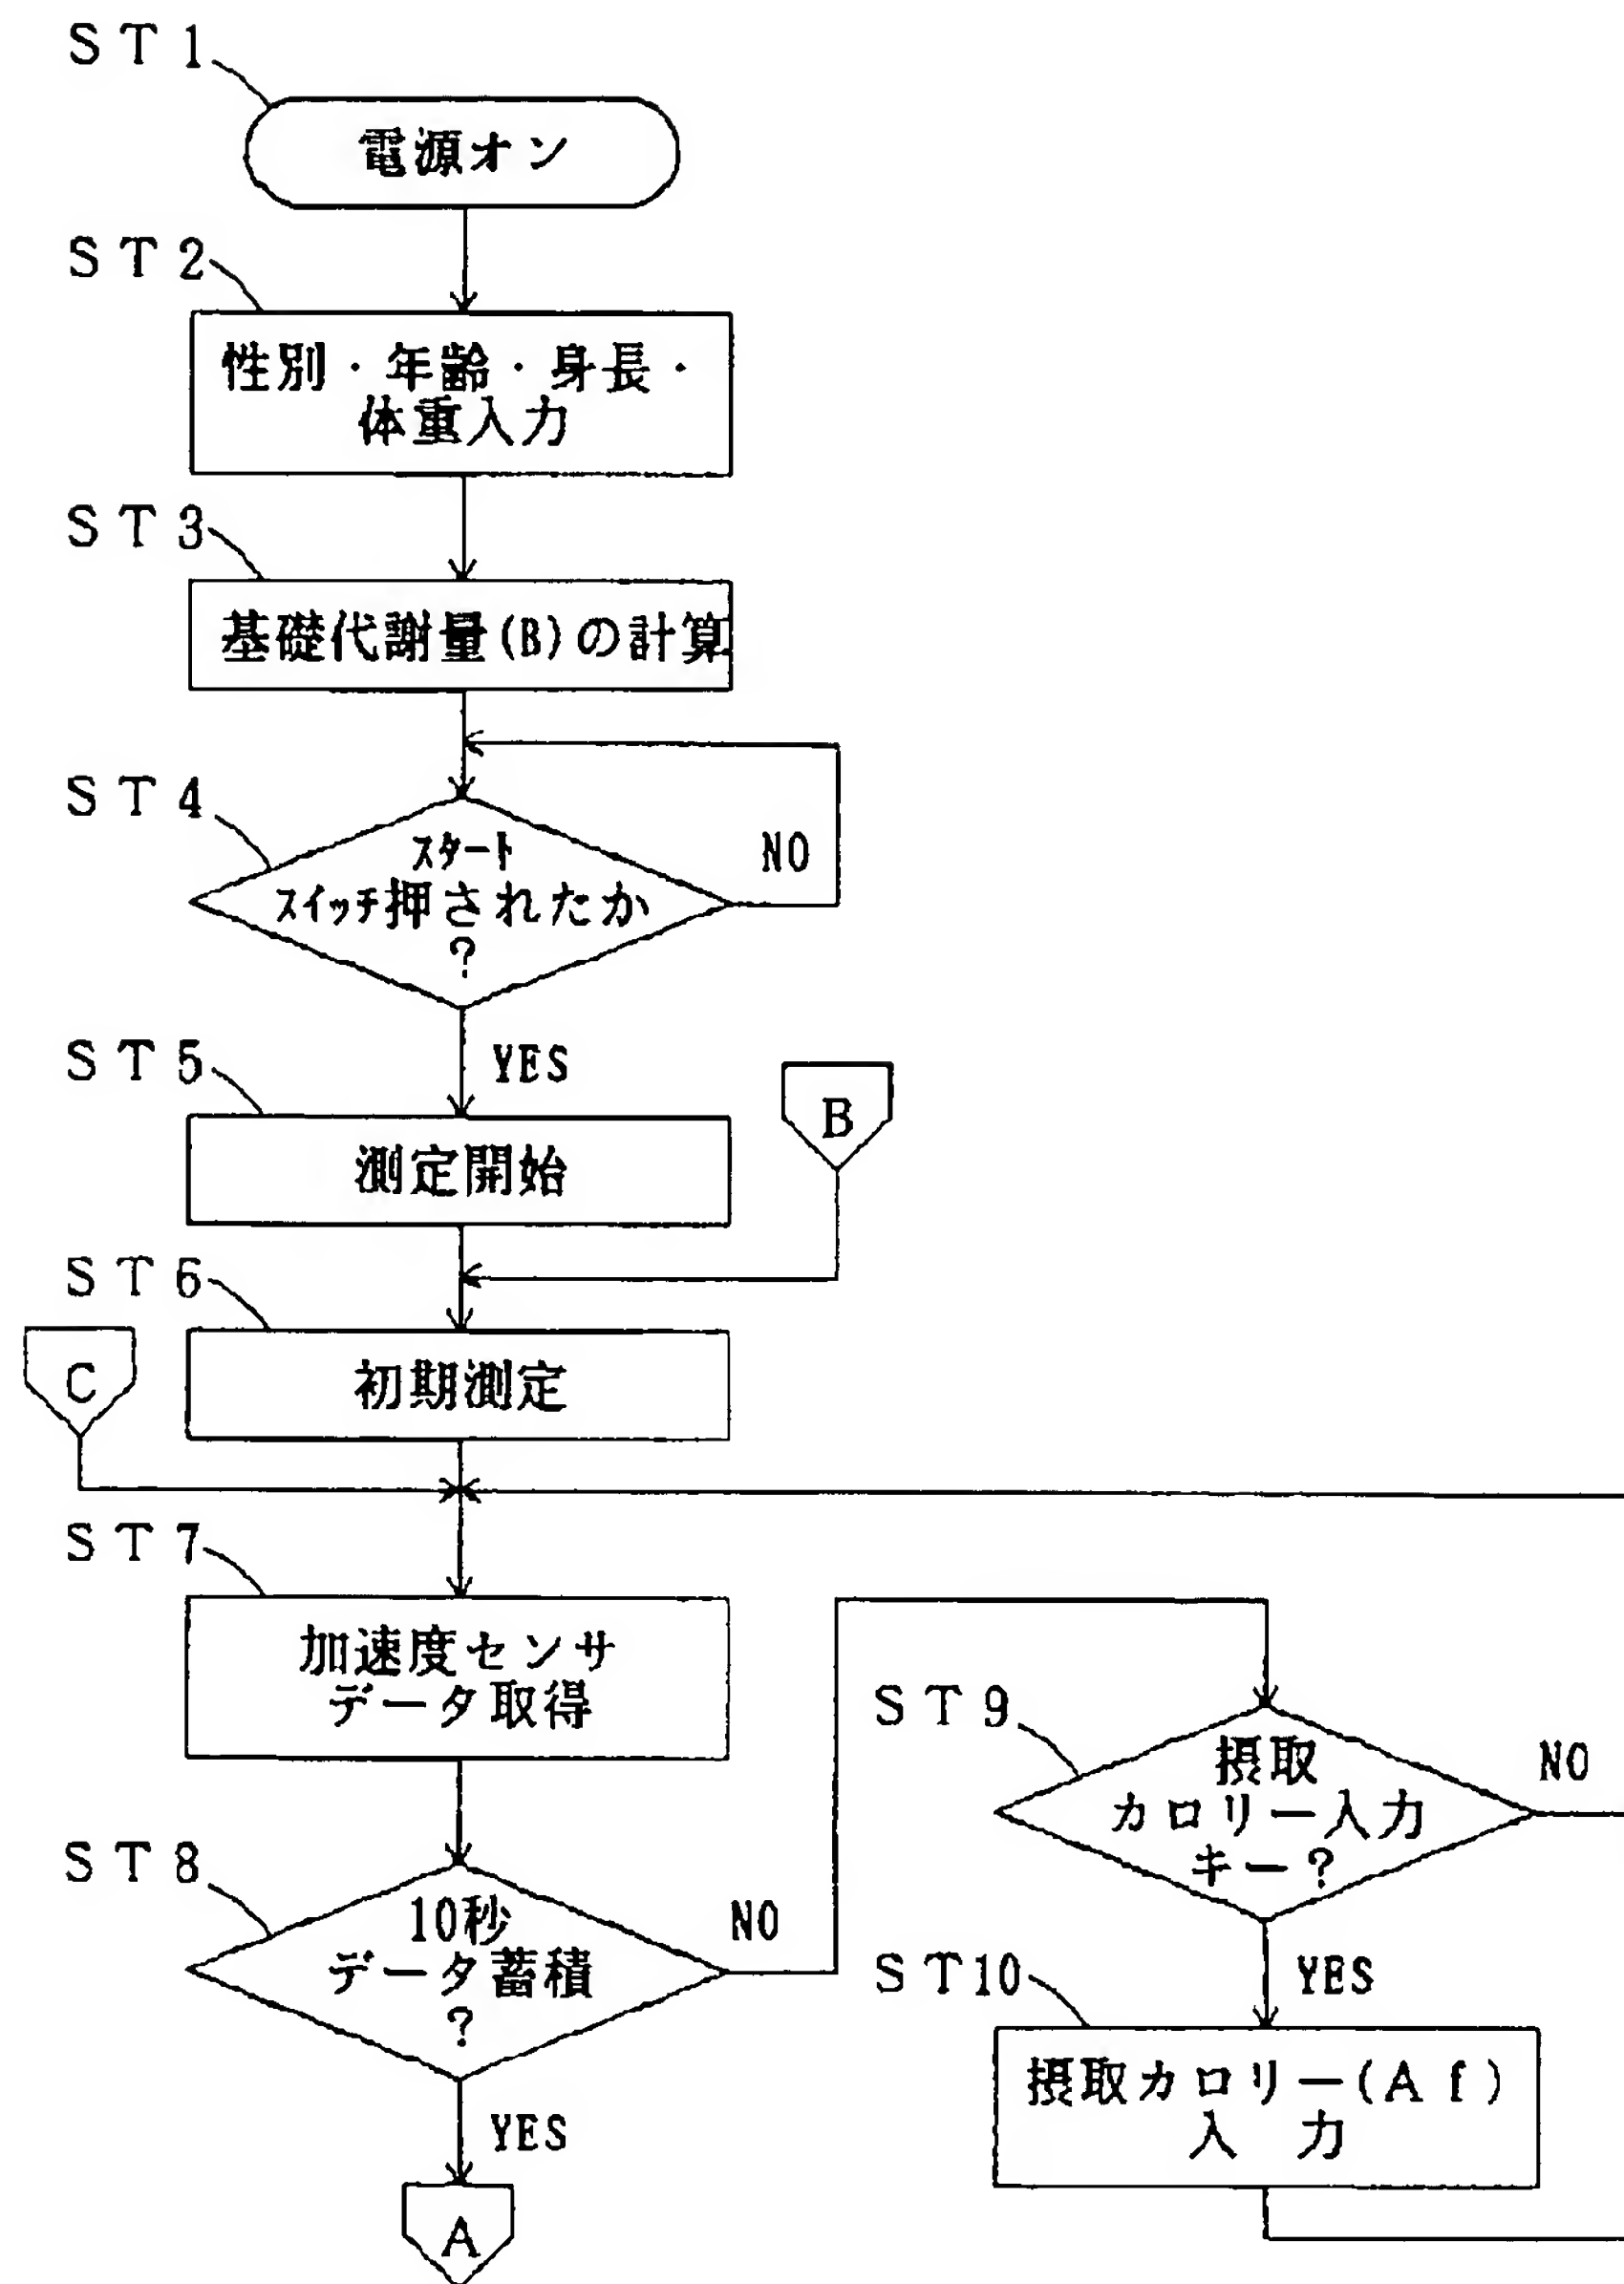 ST1
電源オン
ST2
性別・年齢・身長・
体重入力
ST3
基礎代謝量(B)の計算
ST4
スタート
スイッチ押されたか
?
NO
YES
ST5
測定開始
B
ST6
初期測定
C
ST7
加速度センサ
データ取得
ST8
10秒
データ蓄積
?
NO
YES
A
ST9
摂取
カロリー入力
キー?
NO
YES
ST10
摂取カロリー(Af)
入 力